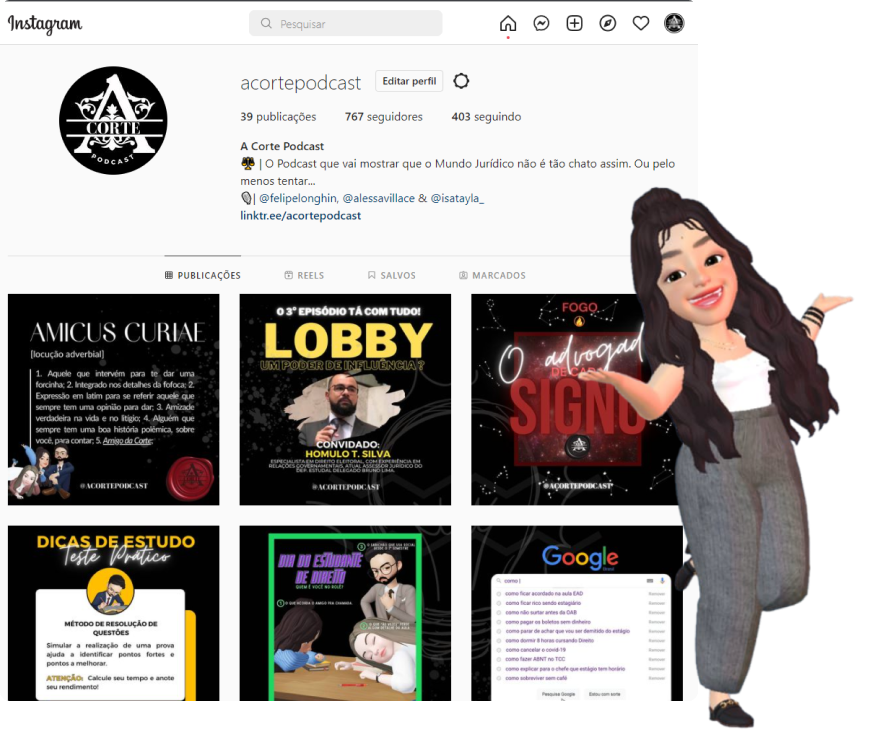 Instagram
Pesquisar
acortepodcast
Editar perfil
39 publicações 767 seguidores 403 seguindo
A Corte Podcast
| O Podcast que vai mostrar que o Mundo Jurídico não é tão chato assim. Ou pelo
menos tentar...
| @felipelonghin, @alessavillace & @isatayla_
linktr.ee/acortepodcast
A
CORTE
PODCAST
PUBLICAÇÕES REELS SALVOS MARCADOS
AMICUS CURIAE
[locução adverbial]
1. Aquele que intervém para te dar uma
forcinha; 2. Integrado nos detalhes da fofoca; 2.
Expressão em latim para se referir aquele que
sempre tem uma opinião para dar; 3. Amizade
verdadeira na vida e no litígio; 4. Alguém que
sempre tem uma boa história polêmica, sobre
você, para contar; 5. Amigo da Corte;
@ACORTEPODCAST
O 3º EPISÓDIO TÁ COM TUDO!
LOBBY
UM PODER DE INFLUÊNCIA?
CONVIDADO:
HOMULO T. SILVA
ESPECIALISTA EM DIREITO ELEITORAL, COM EXPERIÊNCIA EM
RELAÇÕES GOVERNAMENTAIS, ATUAL ASSESSOR JURÍDICO DO
DEP. ESTUDAL DELEGADO BRUNO LIMA.
@ACORTEPODCAST
FOGO
O advogad
DE CADA
SIGNO
@ACORTEPODCAST
DICAS DE ESTUDO
Teste Prático
MÉTODO DE RESOLUÇÃO DE
QUESTÕES
Simular a realização de uma prova
ajuda a identificar pontos fortes e
pontos a melhorar.
ATENÇÃO: Calcule seu tempo e anote
seu rendimento!
DIA DO ESTUDANTE
DE DIREITO
QUEM É VOCÊ NO ROLÊ?
Google
Brasil
como |
como ficar acordado na aula EAD
como ficar rico sendo estagiário
como não surtar antes da OAB
como pagar os boletos sem dinheiro
como parar de achar que vou ser demitido do estágio
como dormir 8 horas cursando Direito
como cancelar o covid-19
como fazer ABNT no TCC
como explicar para o chefe que estágio tem horário
como sobreviver sem café
Pesquisa Google Estou com sorte